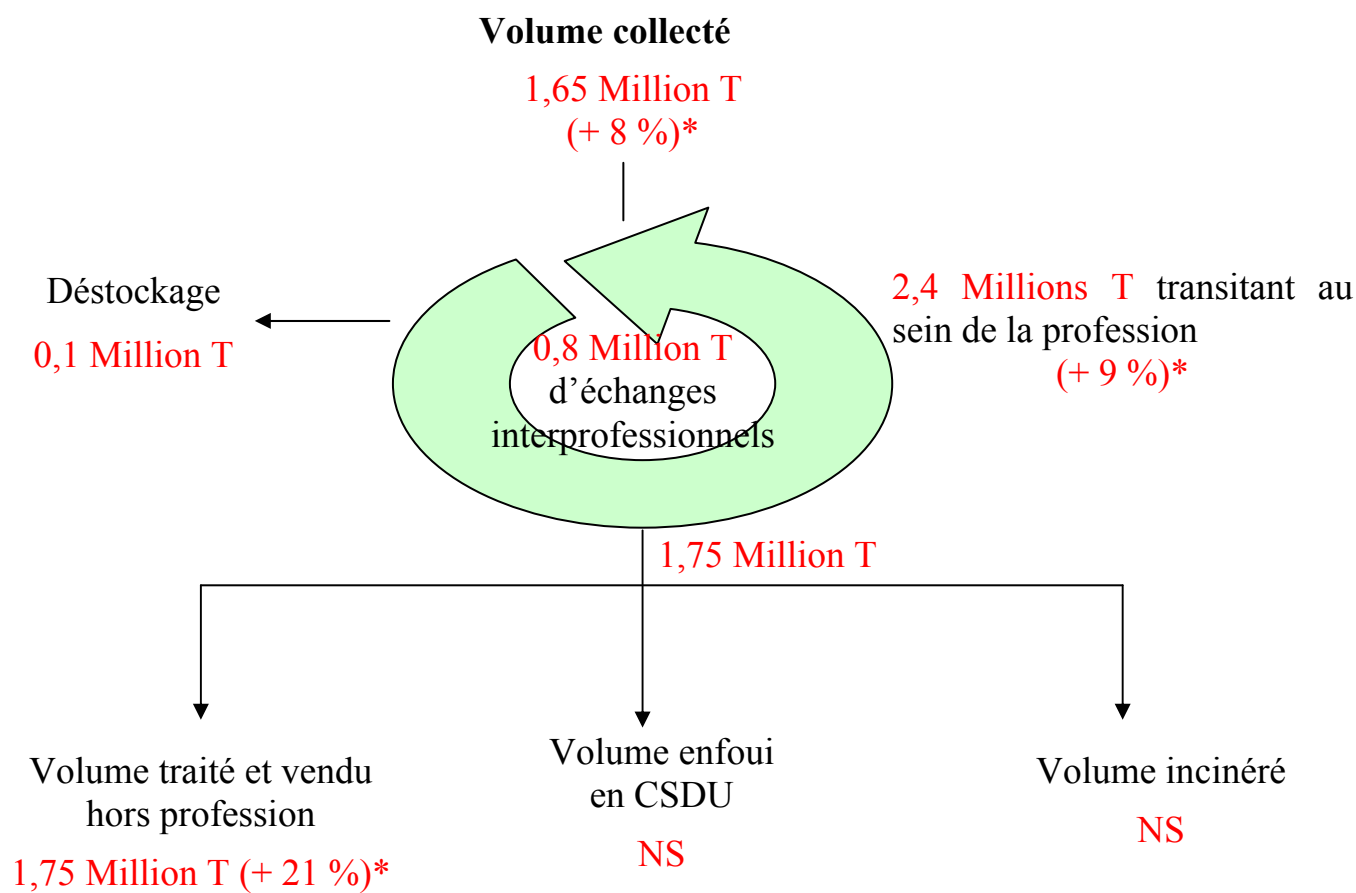 Volume collecté
1,65 Million T
(+ 8 %)*
Déstockage
0,1 Million T
2,4 Millions T transitant au
sein de la profession
(+ 9 %)*
0,8 Million T
d’échanges
interprofessionnels
1,75 Million T
Volume traité et vendu
hors profession
1,75 Million T (+ 21 %)*
Volume enfoui
en CSDU
NS
Volume incinéré
NS